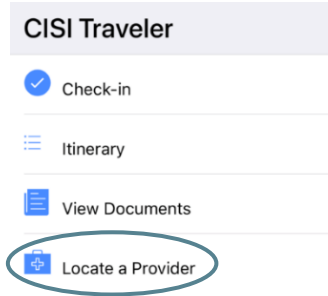 CISI Traveler
Check-in
Itinerary
View Documents
Locate a Provider